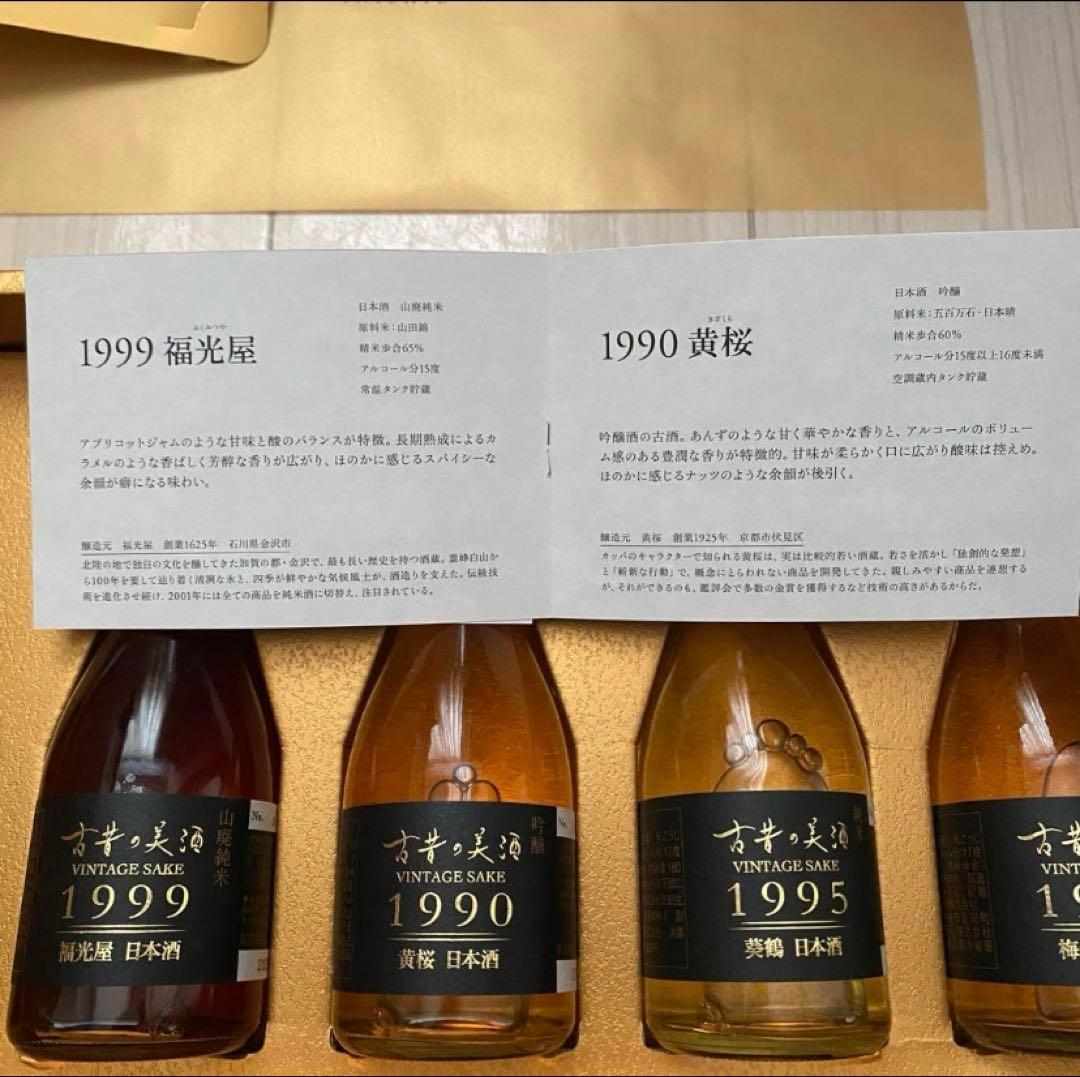 ふくみつや
1999 福光屋
日本酒 山廃純米
原料米:山田錦
精米歩合65%
アルコール分15度
常温タンク貯蔵
アプリコットジャムのような甘味と酸のバランスが特徴。長期熟成によるカ
ラメルのような香ばしく芳醇な香りが広がり、ほのかに感じるスパイシーな
余韻が癖になる味わい。
醸造元 福光屋 創業1625年 石川県金沢市
北陸の地で独自の文化を醸してきた加賀の都・金沢で、最も長い歴史を持つ酒蔵。霊峰白山か
ら100年を要して辿り着く清冽な水と、四季が鮮やかな気候風土が、酒造りを支えた。伝統技
術を進化させ続け、2001年には全ての商品を純米酒に切替え、注目されている。
きざくら
1990 黄桜
日本酒 吟醸
原料米:五百万石・日本晴
精米歩合60%
アルコール分15度以上16度未満
空調蔵内タンク貯蔵
吟醸酒の古酒。あんずのような甘く華やかな香りと、アルコールのボリュー
ム感のある豊潤な香りが特徴的。甘味が柔らかく口に広がり酸味は控えめ。
ほのかに感じるナッツのような余韻が後引く。
醸造元 黄桜 創業1925年 京都市伏見区
カッパのキャラクターで知られる黄桜は、実は比較的若い酒蔵。若さを活かし「独創的な発想」
と「斬新な行動」で、概念にとらわれない商品を開発してきた。親しみやすい商品を連想する
が、それができるのも、鑑評会で多数の金賞を獲得するなど技術の高さがあるからだ。
古昔の美酒
山廃純米
VINTAGE SAKE
1999
福光屋 日本酒
No.
古昔の美酒
吟醸
VINTAGE SAKE
1990
黄桜 日本酒
No.
古昔の美酒
純米
VINTAGE SAKE
1995
葵鶴 日本酒
古昔の
VINT
19
梅